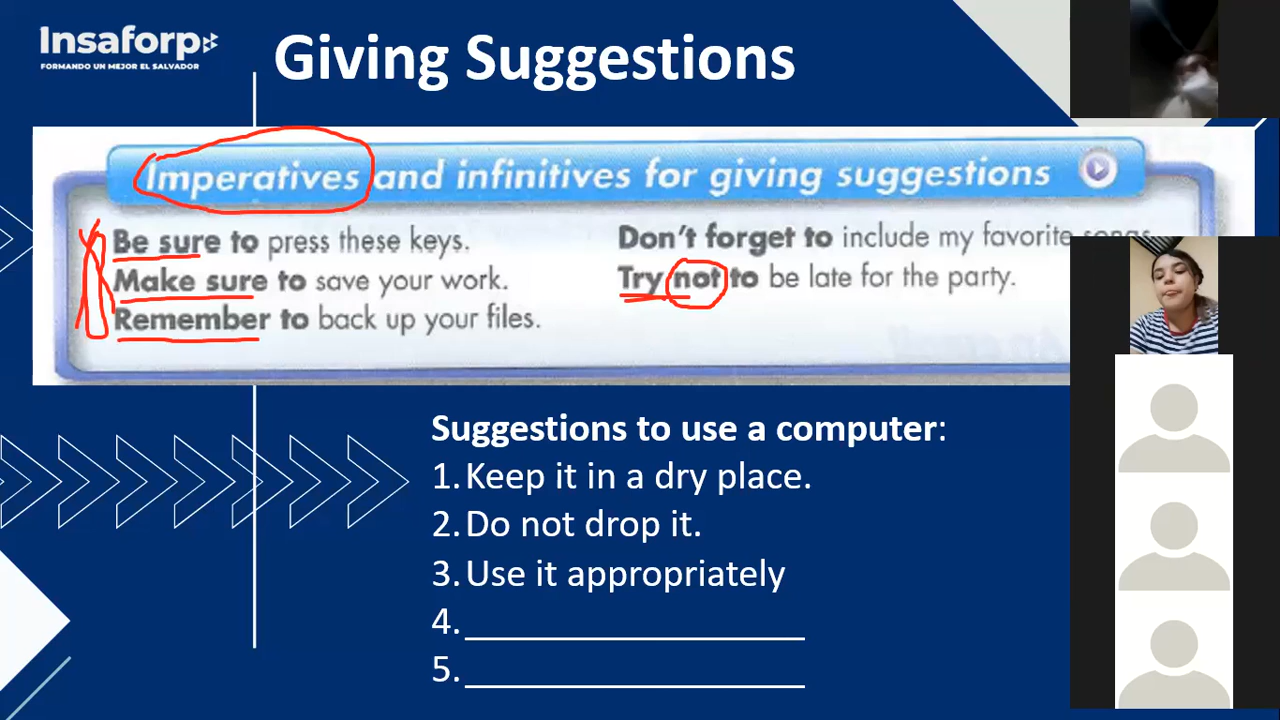 Insaforp
FORMANDO UN MEJOR EL SALVADOR
Giving Suggestions
Imperatives and infinitives for giving suggestions
Be sure to press these keys.
Make sure to save your work.
Remember to back up your files.
Don't forget to include my favorite songs.
Try not to be late for the party.
Suggestions to use a computer:
1. Keep it in a dry place.
2. Do not drop it.
3. Use it appropriately
4. ____________________
5. ____________________